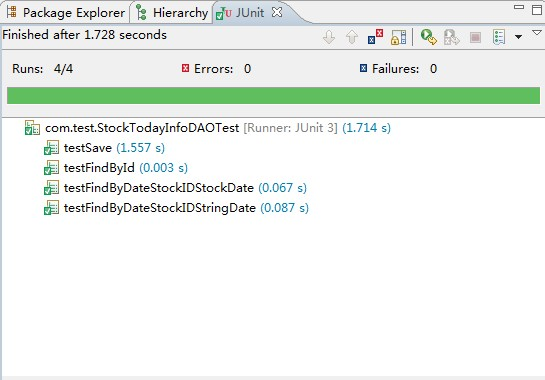 Package Explorer Hierarchy JUnit
Finished after 1.728 seconds
Runs: 4/4 Errors: 0 Failures: 0
com.test.StockTodayInfoDAOTest [Runner: JUnit 3] (1.714 s)
testSave (1.557 s)
testFindById (0.003 s)
testFindByDateStockIDStockDate (0.067 s)
testFindByDateStockIDStringDate (0.087 s)